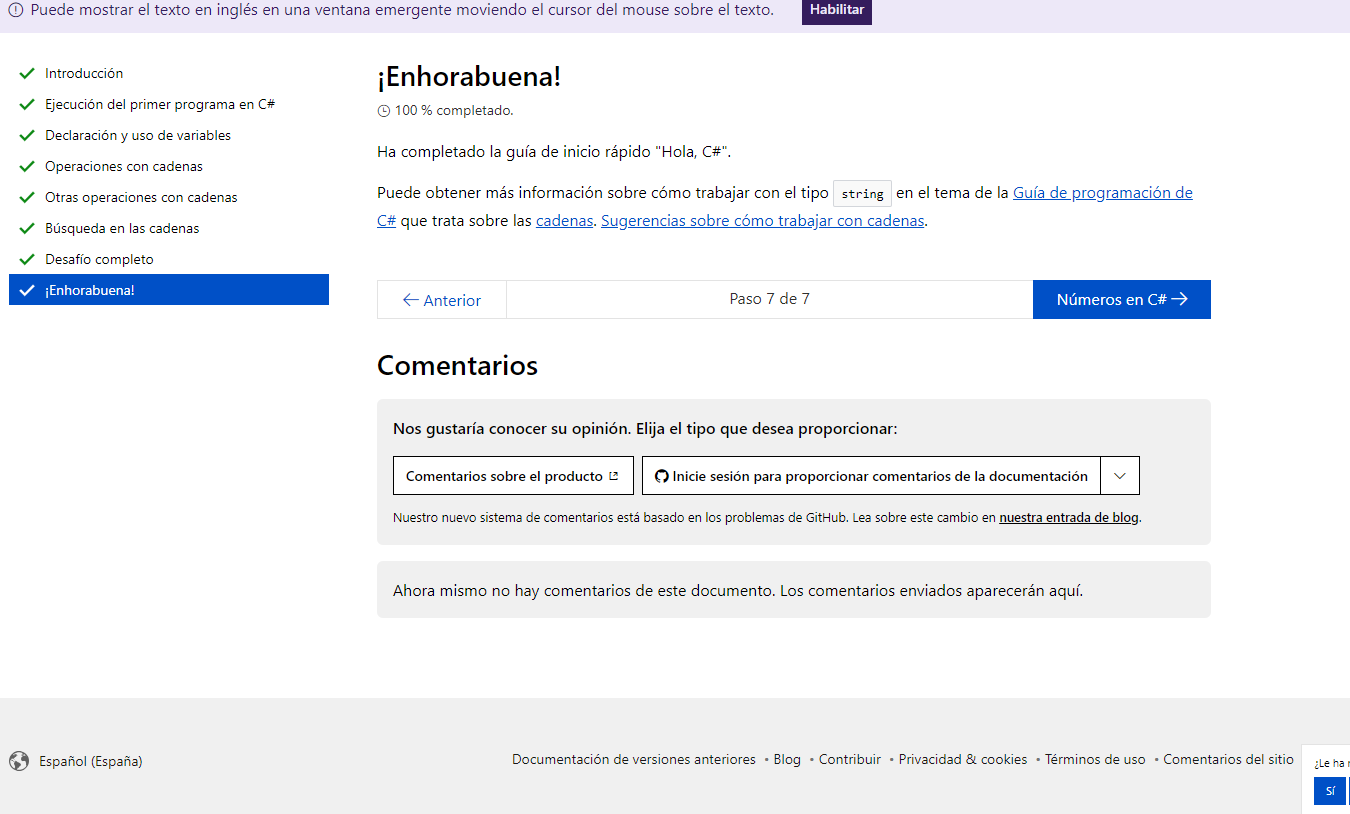 Puede mostrar el texto en inglés en una ventana emergente moviendo el cursor del mouse sobre el texto. Habilitar
Introducción
Ejecución del primer programa en C#
Declaración y uso de variables
Operaciones con cadenas
Otras operaciones con cadenas
Búsqueda en las cadenas
Desafío completo
¡Enhorabuena!
¡Enhorabuena!
100 % completado.
Ha completado la guía de inicio rápido "Hola, C#".
Puede obtener más información sobre cómo trabajar con el tipo string en el tema de la Guía de programación de
C# que trata sobre las cadenas. Sugerencias sobre cómo trabajar con cadenas.
← Anterior Paso 7 de 7 Números en C# →
Comentarios
Nos gustaría conocer su opinión. Elija el tipo que desea proporcionar:
Comentarios sobre el producto Inicie sesión para proporcionar comentarios de la documentación
Nuestro nuevo sistema de comentarios está basado en los problemas de GitHub. Lea sobre este cambio en nuestra entrada de blog.
Ahora mismo no hay comentarios de este documento. Los comentarios enviados aparecerán aquí.
Español (España)
Documentación de versiones anteriores • Blog • Contribuir • Privacidad & cookies • Términos de uso • Comentarios del sitio
¿Le ha
Sí